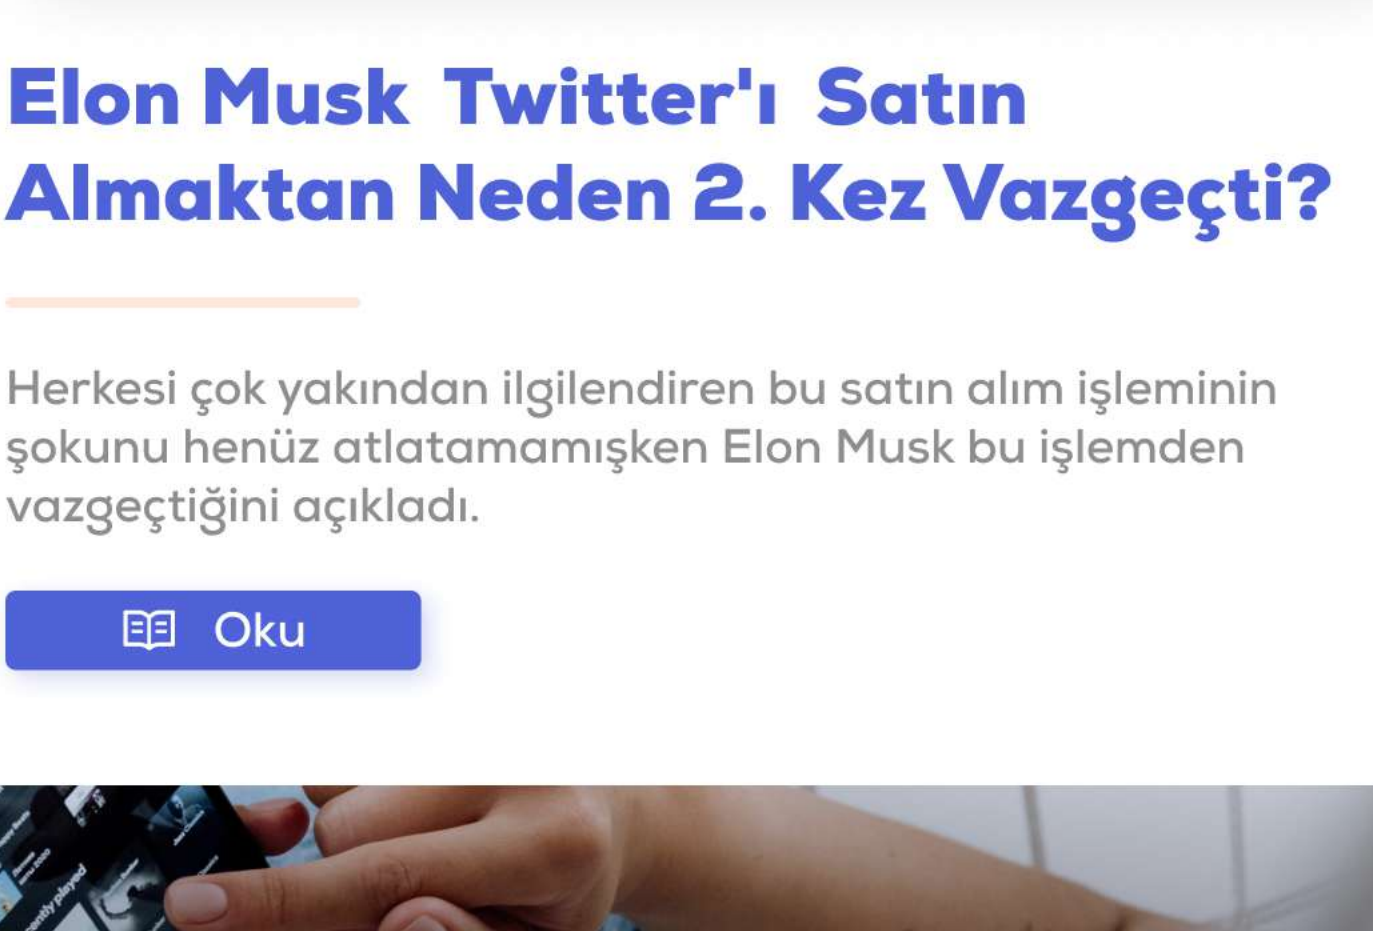 Elon Musk Twitter'ı Satın
Almaktan Neden 2. Kez Vazgeçti?
Herkesi çok yakından ilgilendiren bu satın alım işleminin
şokunu henüz atlatamamışken Elon Musk bu işlemden
vazgeçtiğini açıkladı.
Oku
played